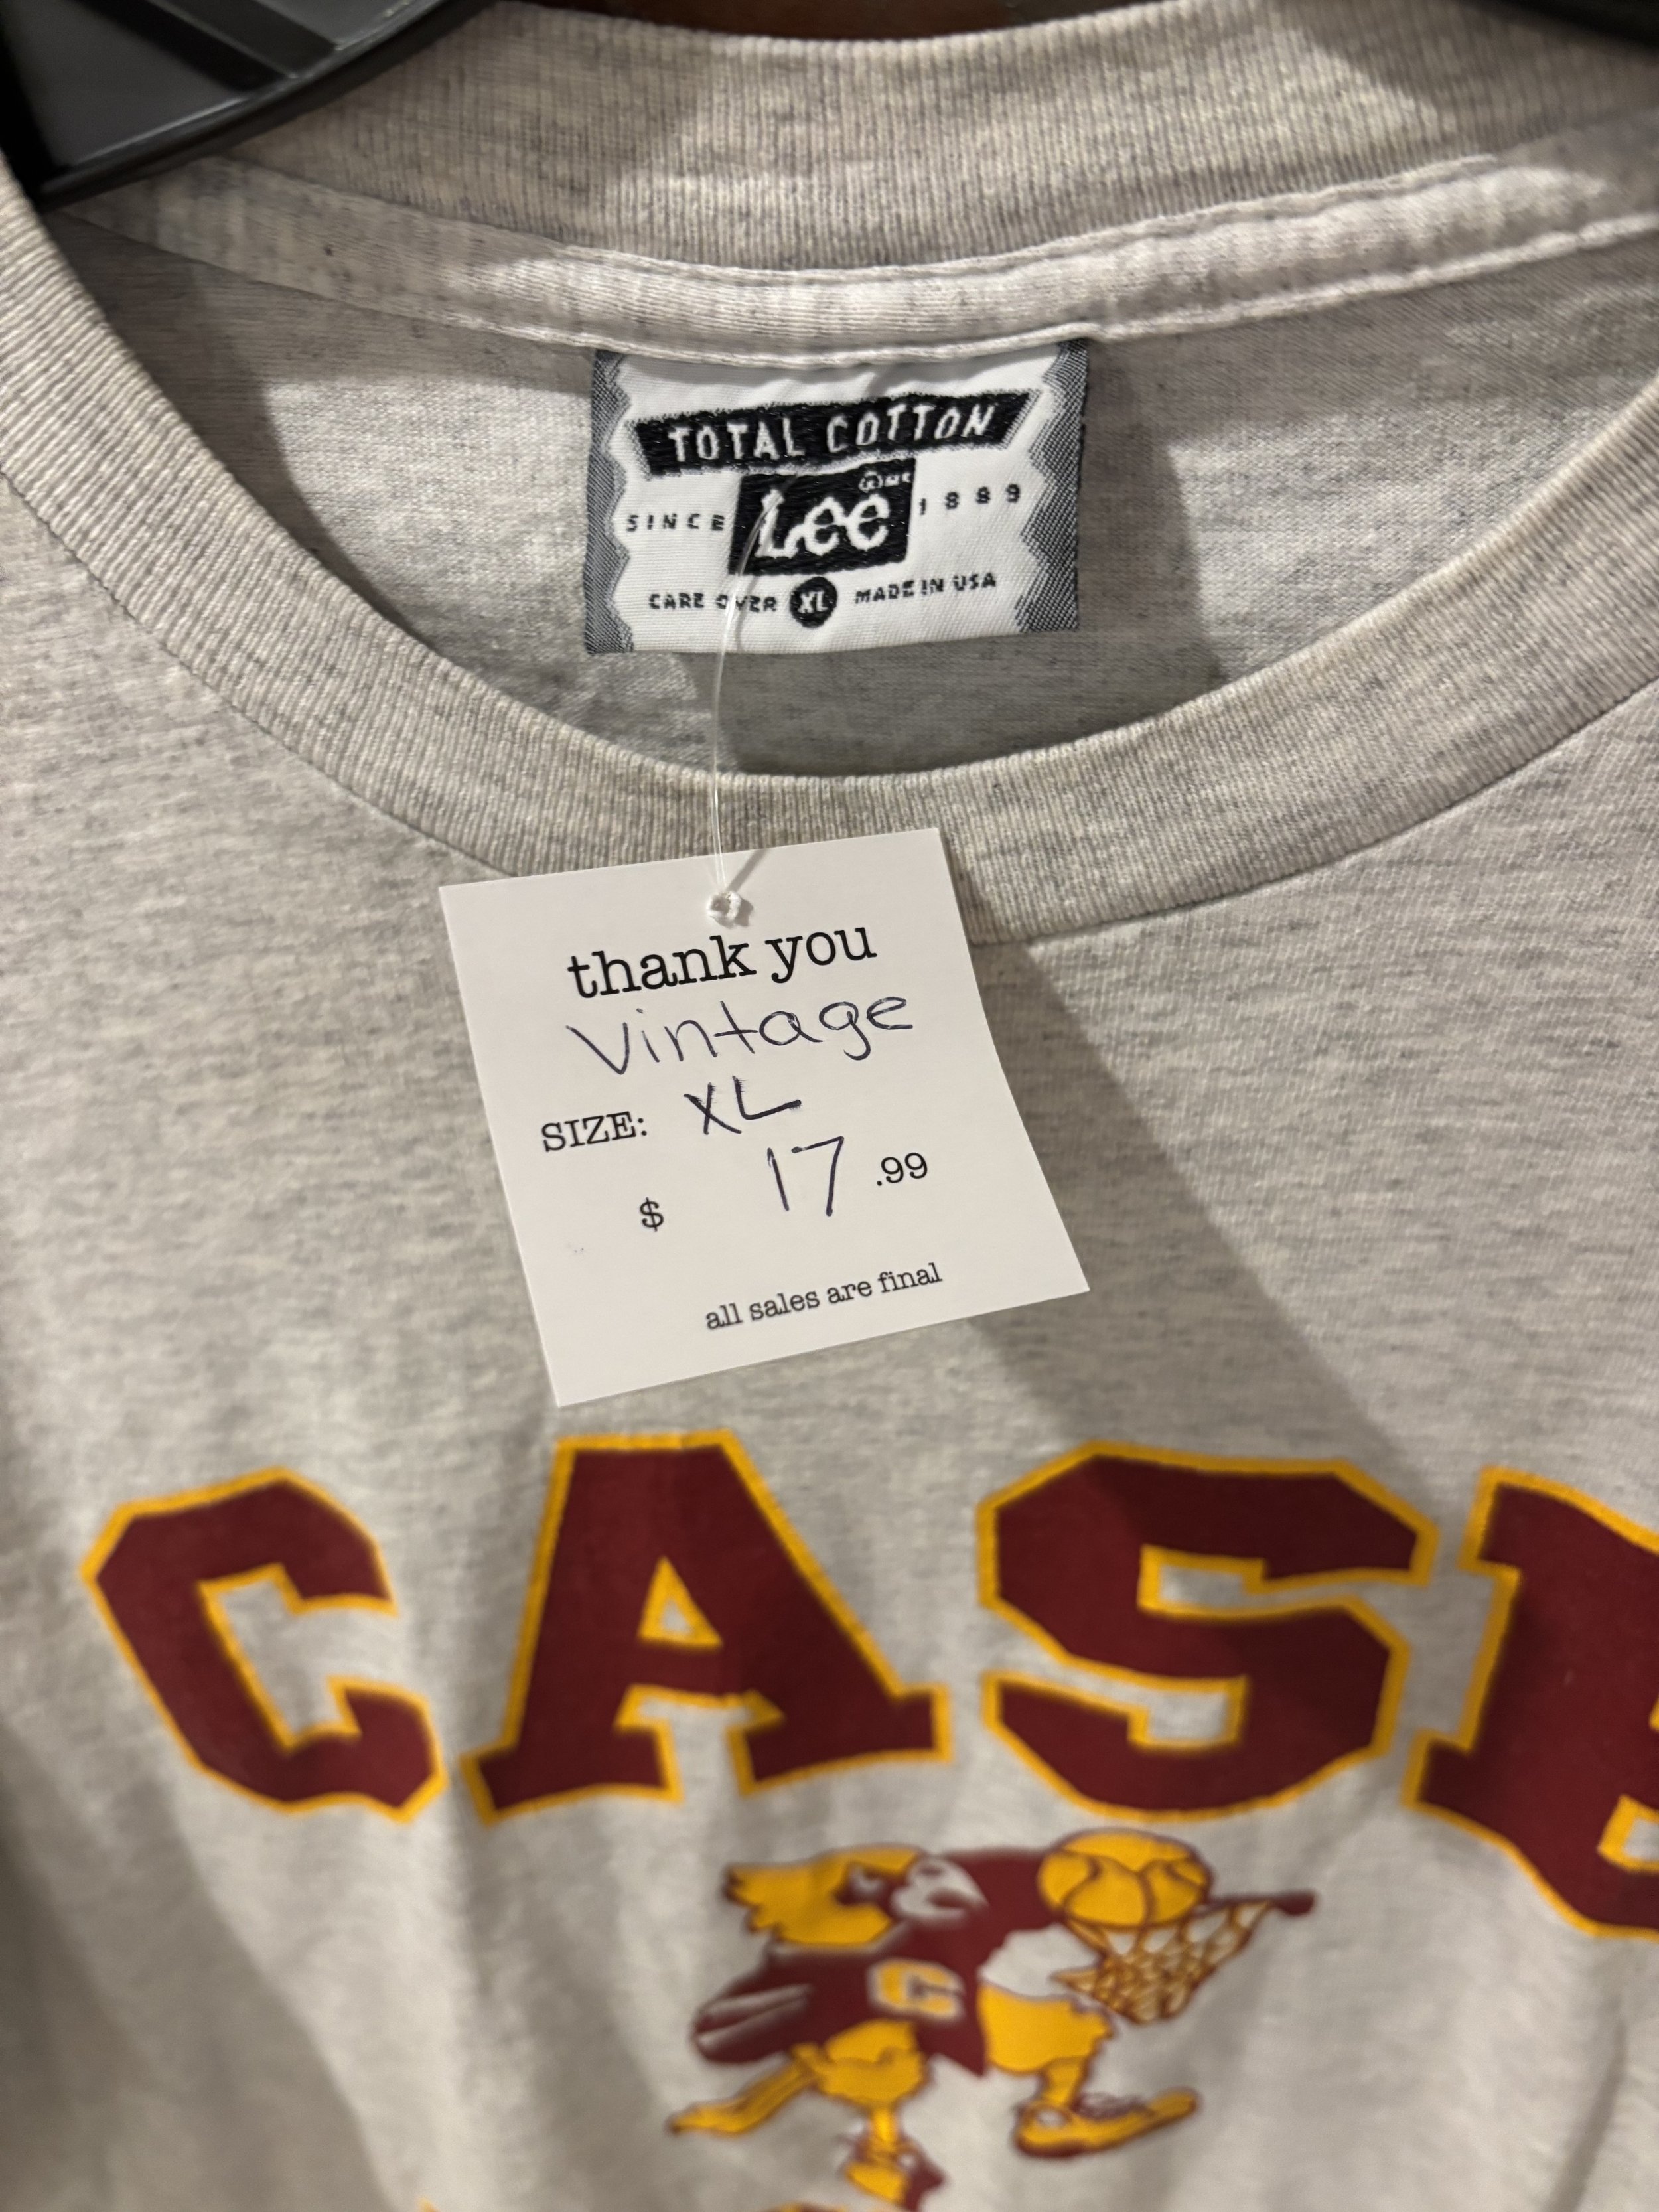 TOTAL COTTON
SINCE Lee 1889
CARE OVER XL MADE IN USA
thank you
Vintage
SIZE: XL
$ 17 .99
all sales are final
CASE
C